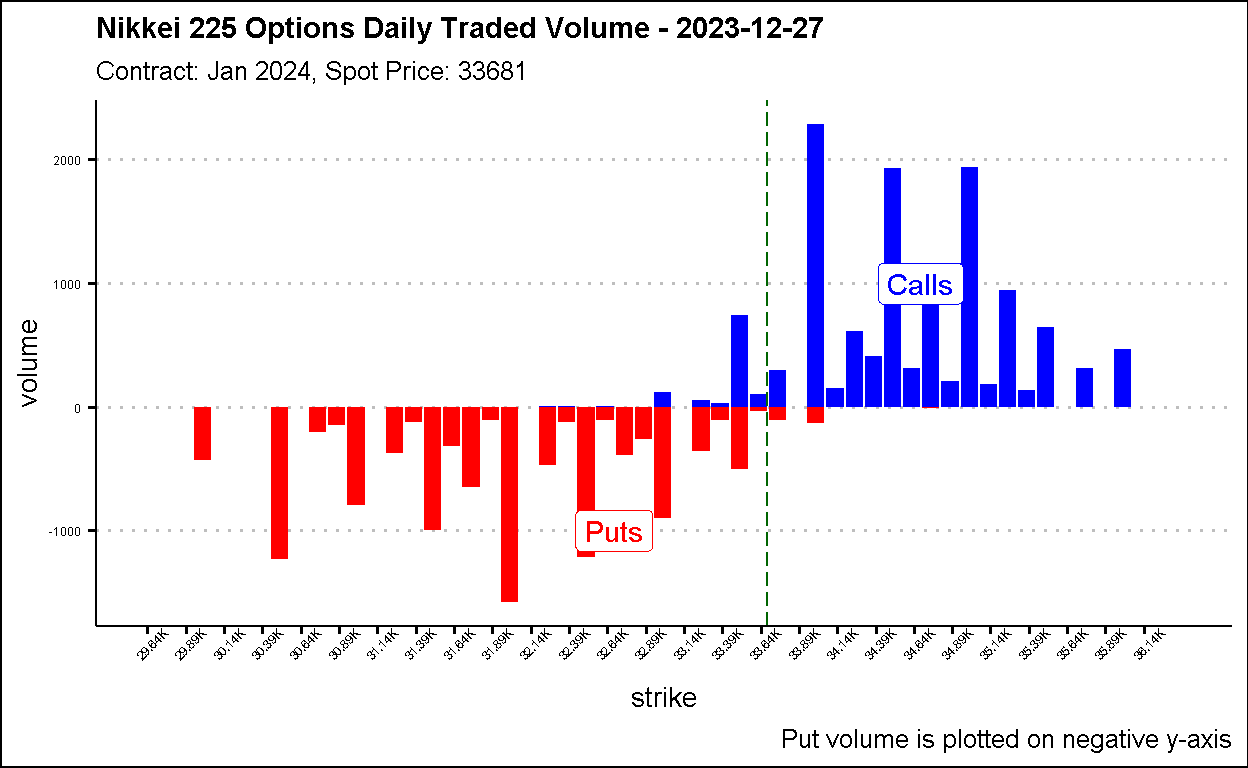 Nikkei 225 Options Daily Traded Volume - 2023-12-27
Contract: Jan 2024, Spot Price: 33681
2000
1000
0
-1000
volume
Calls
Puts
29.64K
29.89K
30.14K
30.39K
30.64K
30.89K
31.14K
31.39K
31.64K
31.89K
32.14K
32.39K
32.64K
32.89K
33.14K
33.39K
33.64K
33.89K
34.14K
34.39K
34.64K
34.89K
35.14K
35.39K
35.64K
35.89K
36.14K
strike
Put volume is plotted on negative y-axis